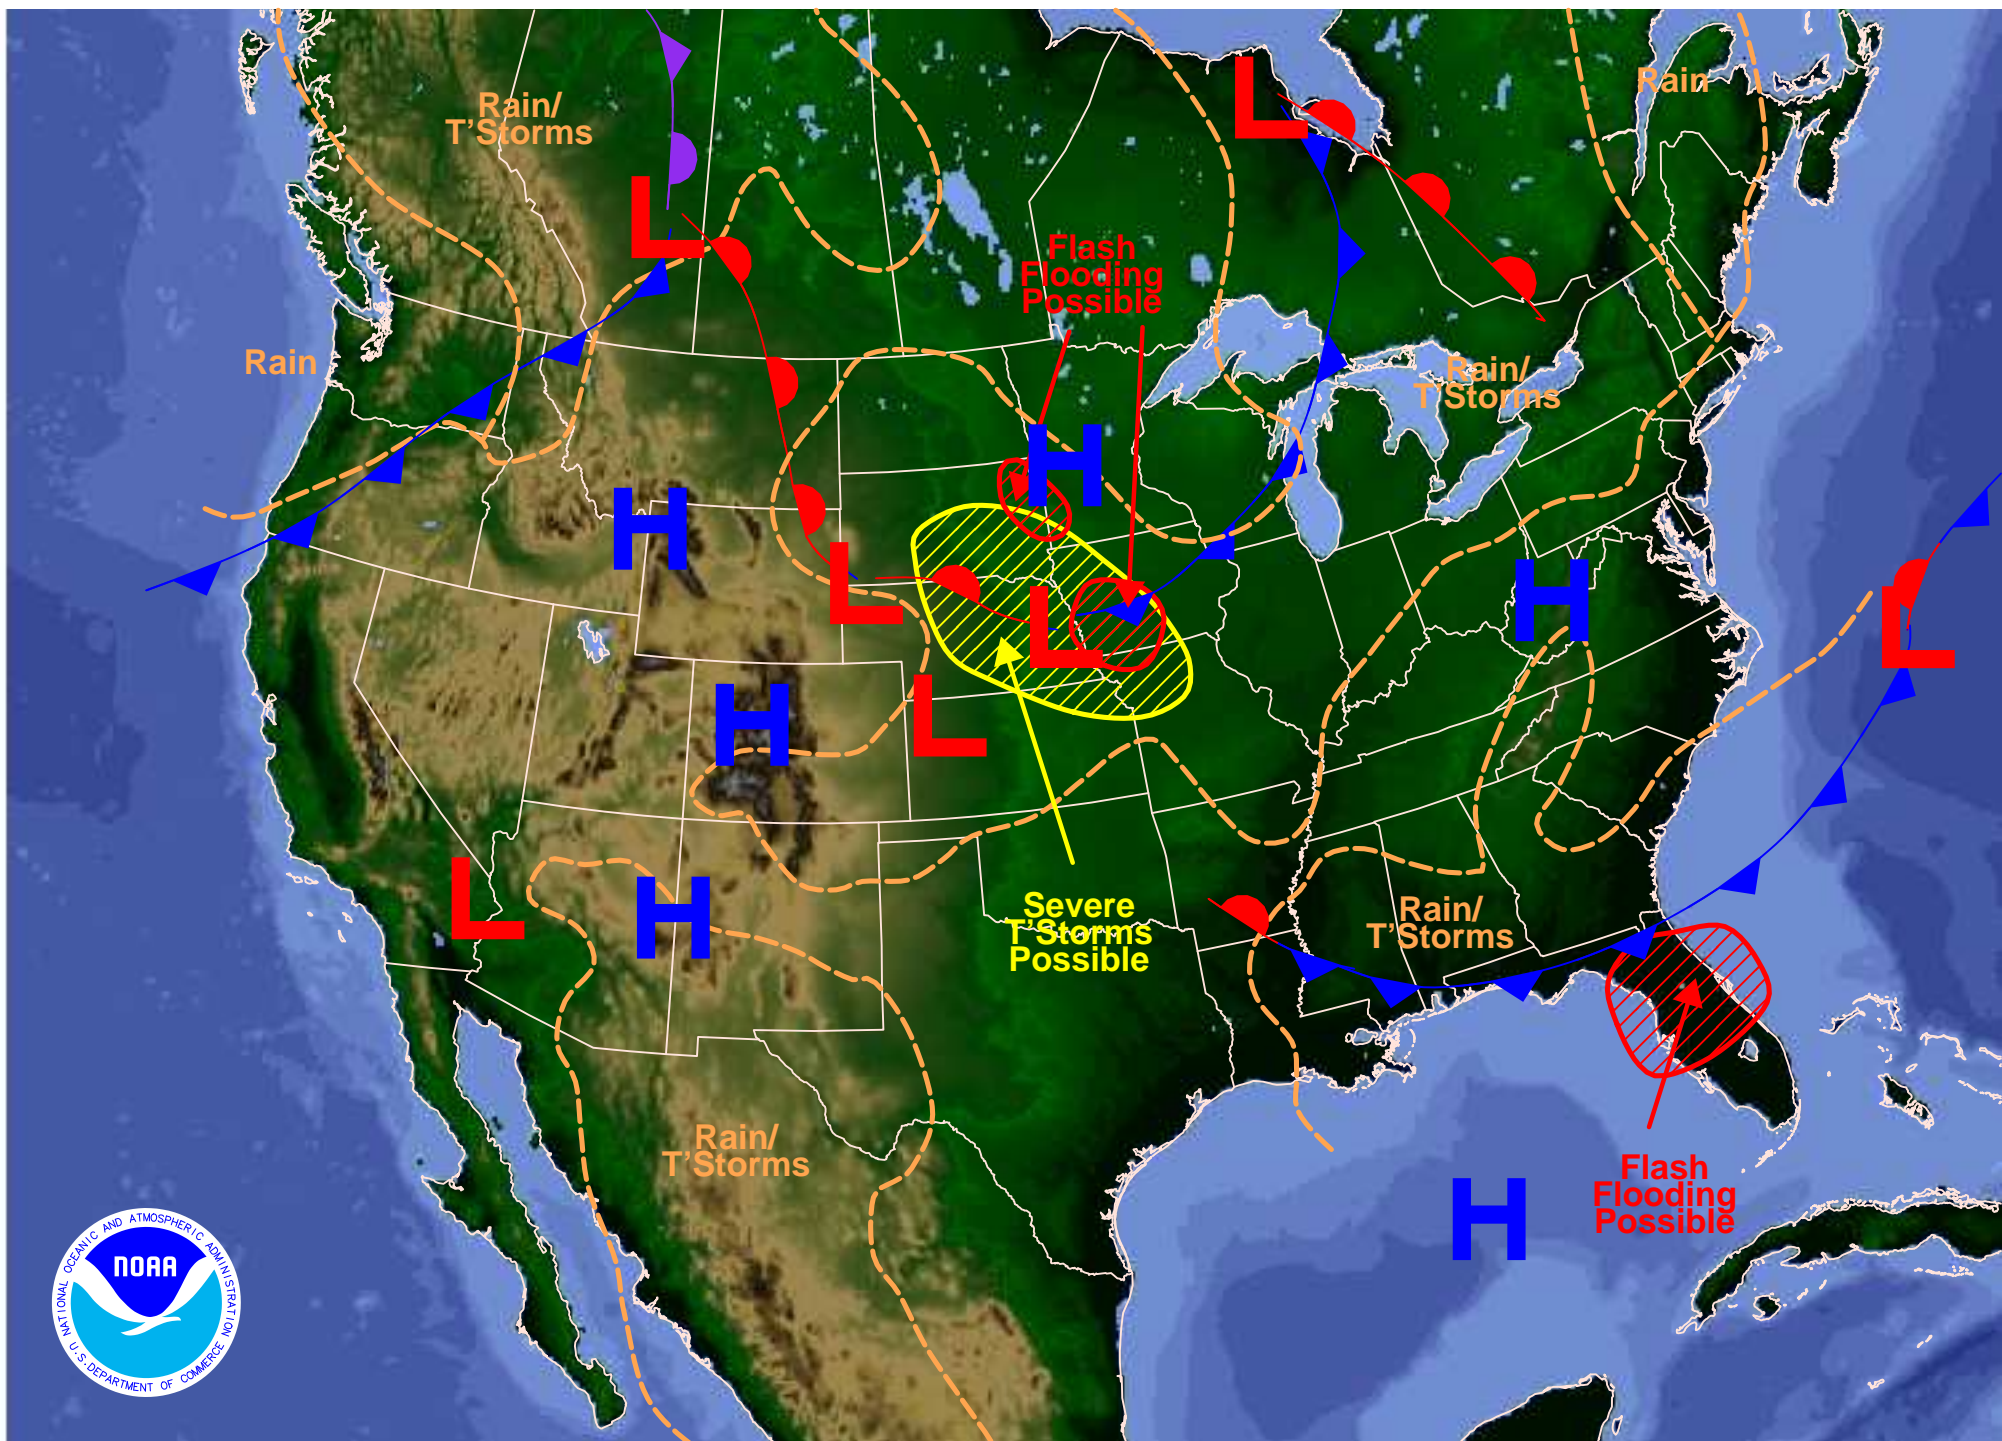 Rain
Rain/
T'Storms
L
L
Flash
Flooding
Possible
Rain
Rain/
T'Storms
H
H
L
H
L
L
L
H
L
L
H
Severe
T'Storms
Possible
Rain/
T'Storms
Rain/
T'Storms
Flash
Flooding
Possible
H
NATIONAL OCEANIC AND ATMOSPHERIC ADMINISTRATION
NOAA
U.S. DEPARTMENT OF COMMERCE